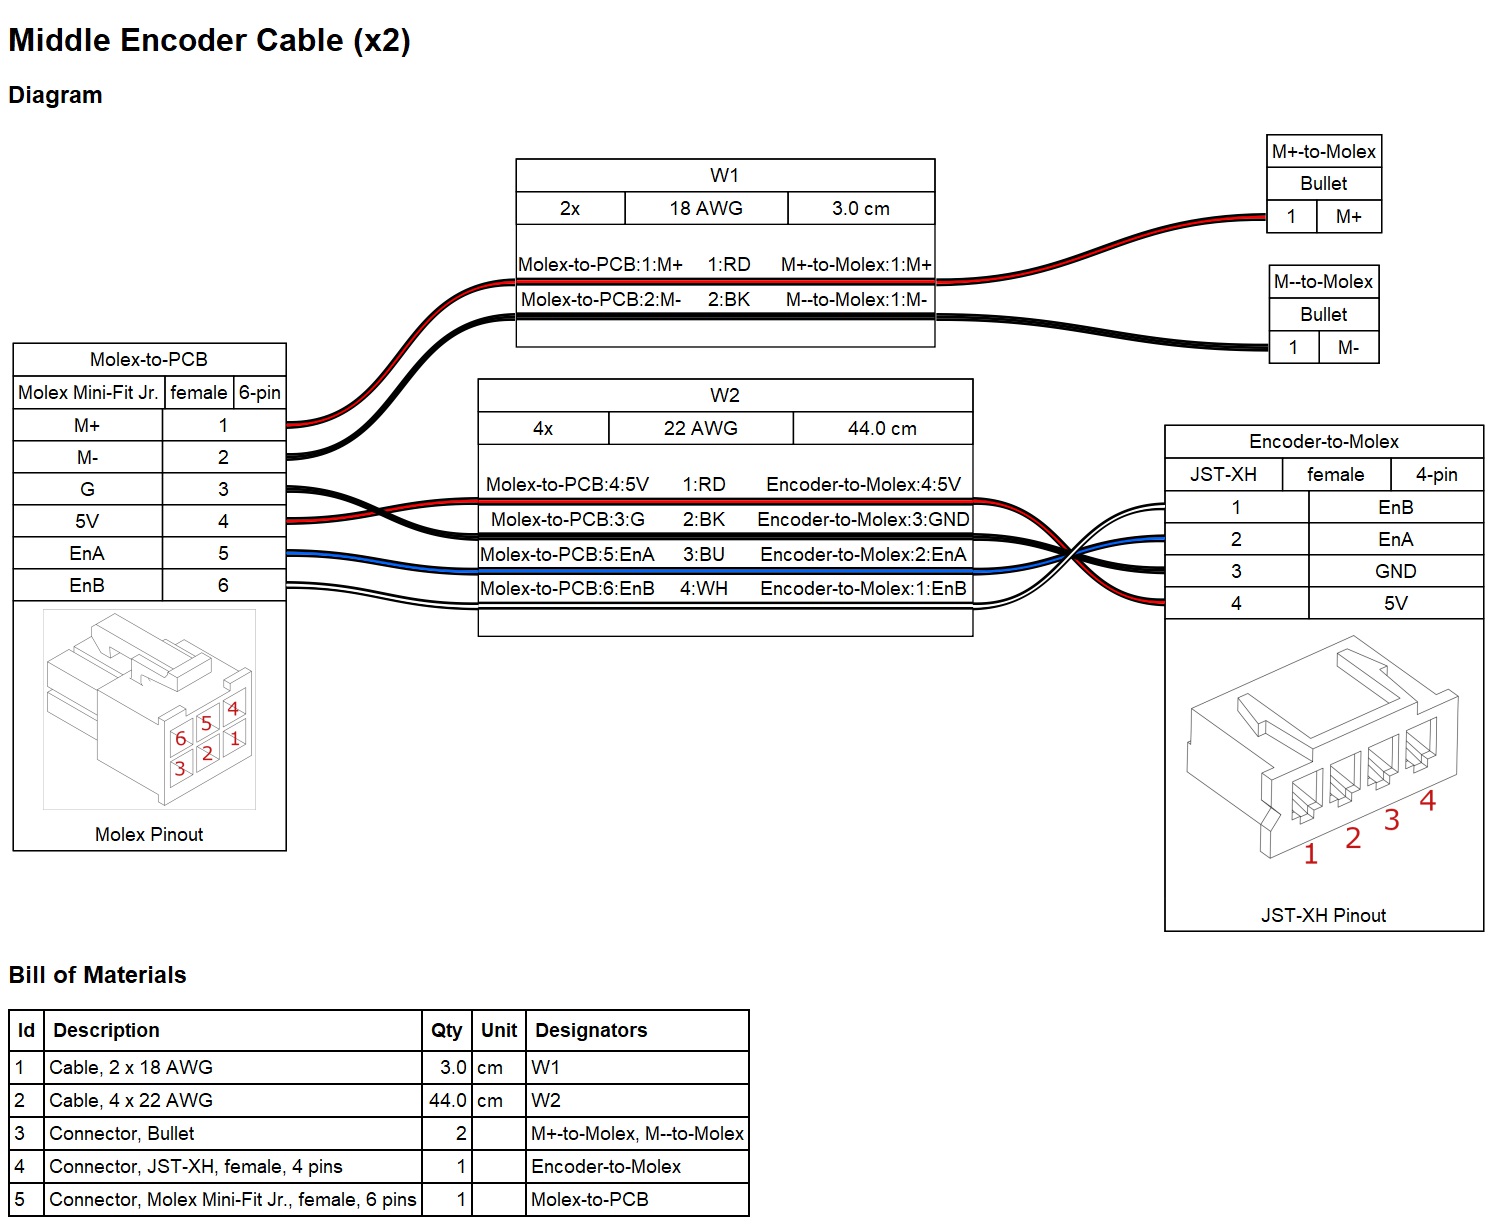 Middle Encoder Cable (x2)
Diagram
M+-to-Molex
Bullet
1 M+
M--to-Molex
Bullet
1 M-
W1
2x 18 AWG 3.0 cm
Molex-to-PCB:1:M+ 1:RD M+-to-Molex:1:M+
Molex-to-PCB:2:M- 2:BK M--to-Molex:1:M-
Molex-to-PCB
Molex Mini-Fit Jr. female 6-pin
M+ 1
M- 2
G 3
5V 4
EnA 5
EnB 6
6 5 4
3 2 1
Molex Pinout
W2
4x 22 AWG 44.0 cm
Molex-to-PCB:4:5V 1:RD Encoder-to-Molex:4:5V
Molex-to-PCB:3:G 2:BK Encoder-to-Molex:3:GND
Molex-to-PCB:5:EnA 3:BU Encoder-to-Molex:2:EnA
Molex-to-PCB:6:EnB 4:WH Encoder-to-Molex:1:EnB
Encoder-to-Molex
JST-XH female 4-pin
1 EnB
2 EnA
3 GND
4 5V
1 2 3 4
JST-XH Pinout
Bill of Materials
Id Description Qty Unit Designators
1 Cable, 2 x 18 AWG 3.0 cm W1
2 Cable, 4 x 22 AWG 44.0 cm W2
3 Connector, Bullet 2 M+-to-Molex, M--to-Molex
4 Connector, JST-XH, female, 4 pins 1 Encoder-to-Molex
5 Connector, Molex Mini-Fit Jr., female, 6 pins 1 Molex-to-PCB